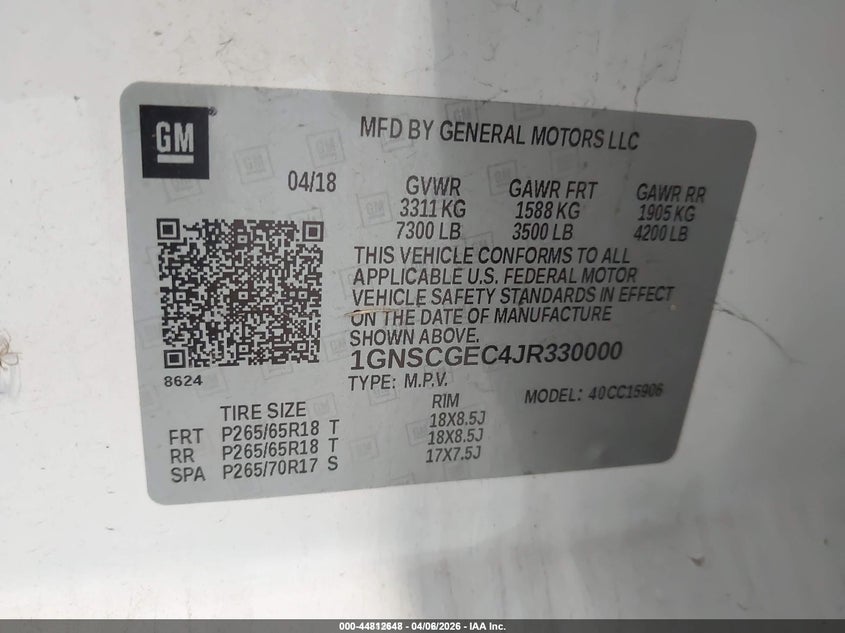 GM
MFD BY GENERAL MOTORS LLC
04/18 GVWR GAWR FRT GAWR RR
3311 KG 1588 KG 1905 KG
7300 LB 3500 LB 4200 LB
THIS VEHICLE CONFORMS TO ALL
APPLICABLE U.S. FEDERAL MOTOR
VEHICLE SAFETY STANDARDS IN EFFECT
ON THE DATE OF MANUFACTURE
SHOWN ABOVE.
1GNSCGEC4JR330000
8624
TYPE: M.P.V. MODEL: 40CC15906
TIRE SIZE RIM
FRT P265/65R18 T 18X8.5J
RR P265/65R18 T 18X8.5J
SPA P265/70R17 S 17X7.5J
000-44812648 - 04/06/2026 - IAA Inc.